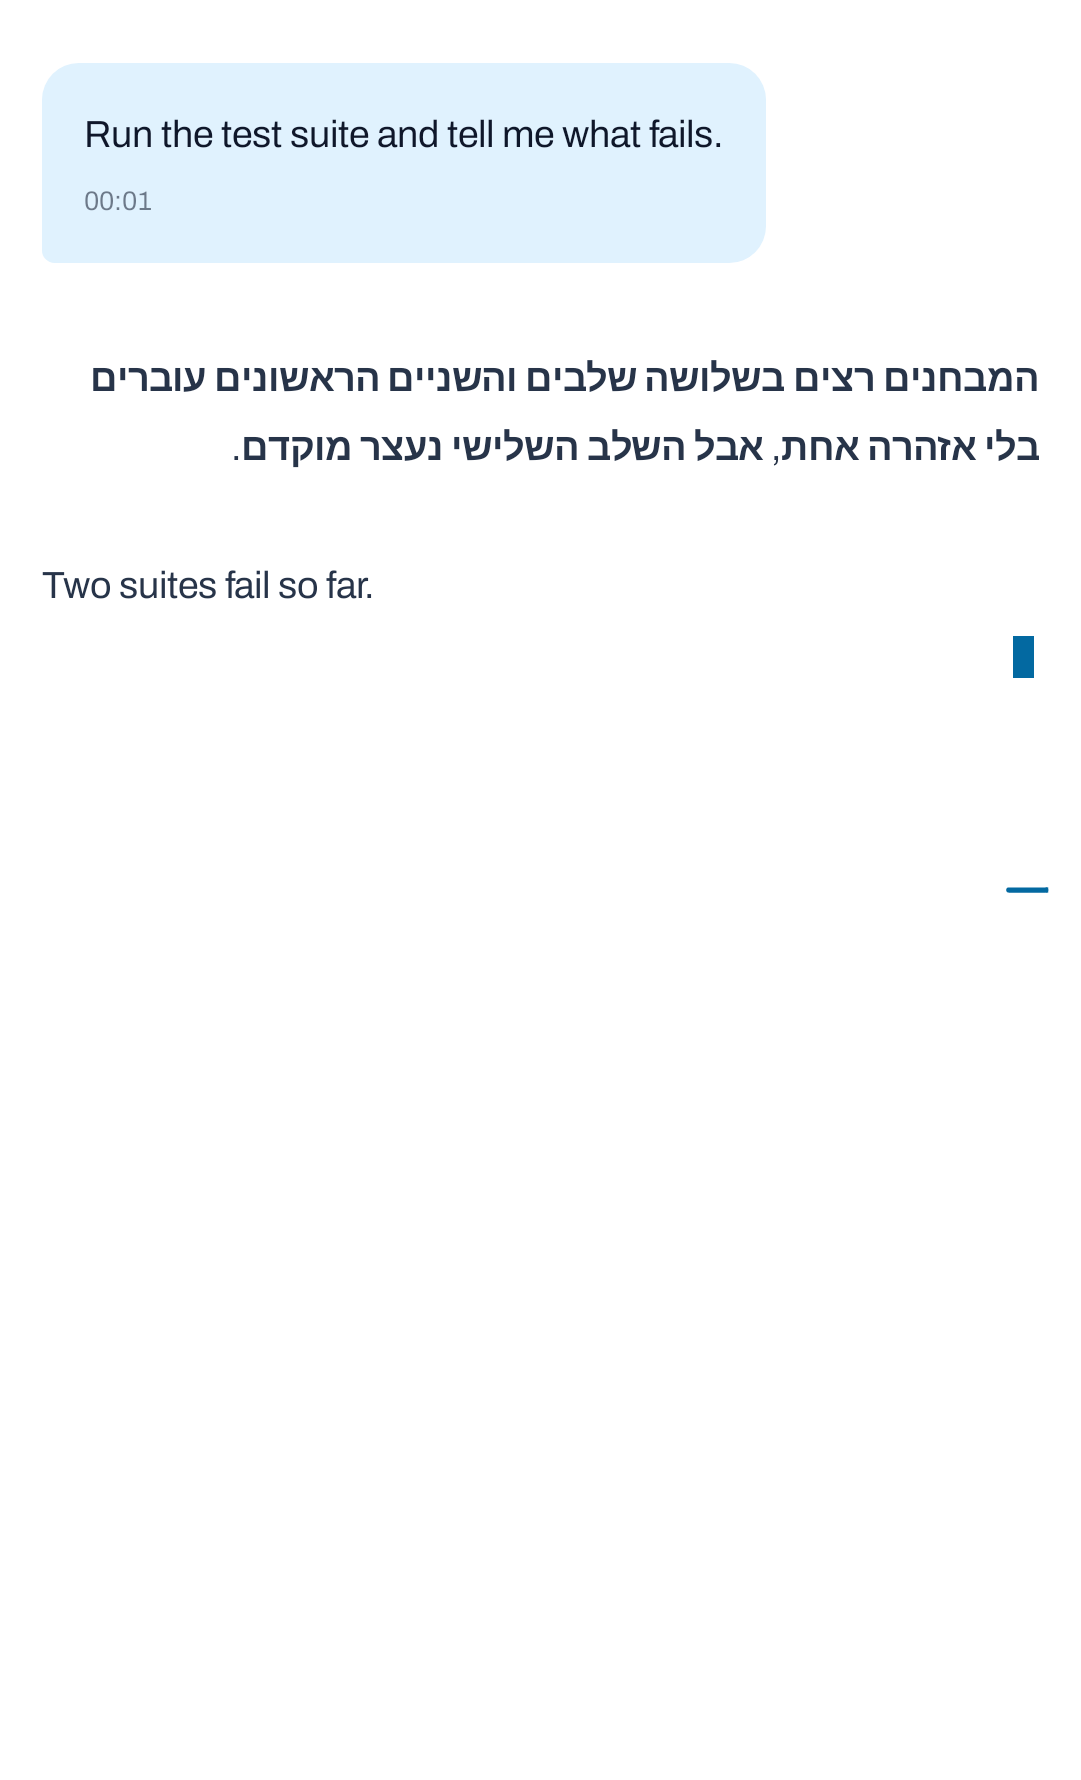 Run the test suite and tell me what fails.
00:01
המבחנים רצים בשלושה שלבים והשניים הראשונים עוברים
בלי אזהרה אחת, אבל השלב השלישי נעצר מוקדם.
Two suites fail so far.